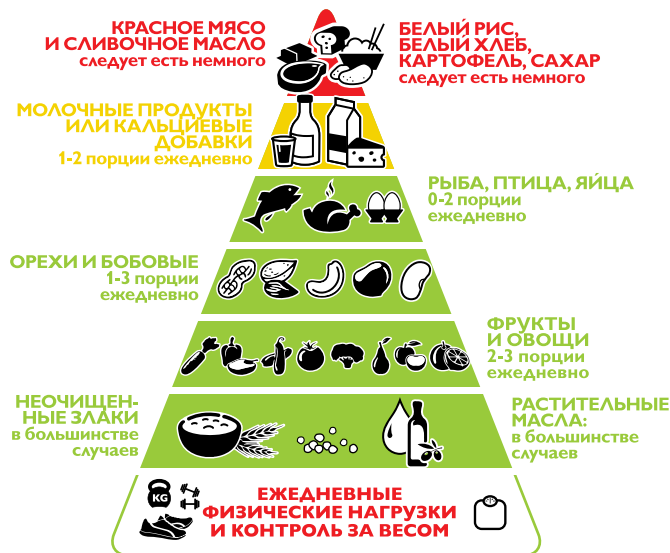 КРАСНОЕ МЯСО
И СЛИВОЧНОЕ МАСЛО
следует есть немного
БЕЛЫЙ РИС,
БЕЛЫЙ ХЛЕБ,
КАРТОФЕЛЬ, САХАР
следует есть немного
МОЛОЧНЫЕ ПРОДУКТЫ
ИЛИ КАЛЬЦИЕВЫЕ
ДОБАВКИ
1-2 порции ежедневно
РЫБА, ПТИЦА, ЯЙЦА
0-2 порции
ежедневно
ОРЕХИ И БОБОВЫЕ
1-3 порции
ежедневно
ФРУКТЫ
И ОВОЩИ
2-3 порции
ежедневно
НЕОЧИЩЕН-
НЫЕ ЗЛАКИ
в большинстве
случаев
РАСТИТЕЛЬНЫЕ
МАСЛА:
в большинстве
случаев
KG
ЕЖЕДНЕВНЫЕ
ФИЗИЧЕСКИЕ НАГРУЗКИ
И КОНТРОЛЬ ЗА ВЕСОМ